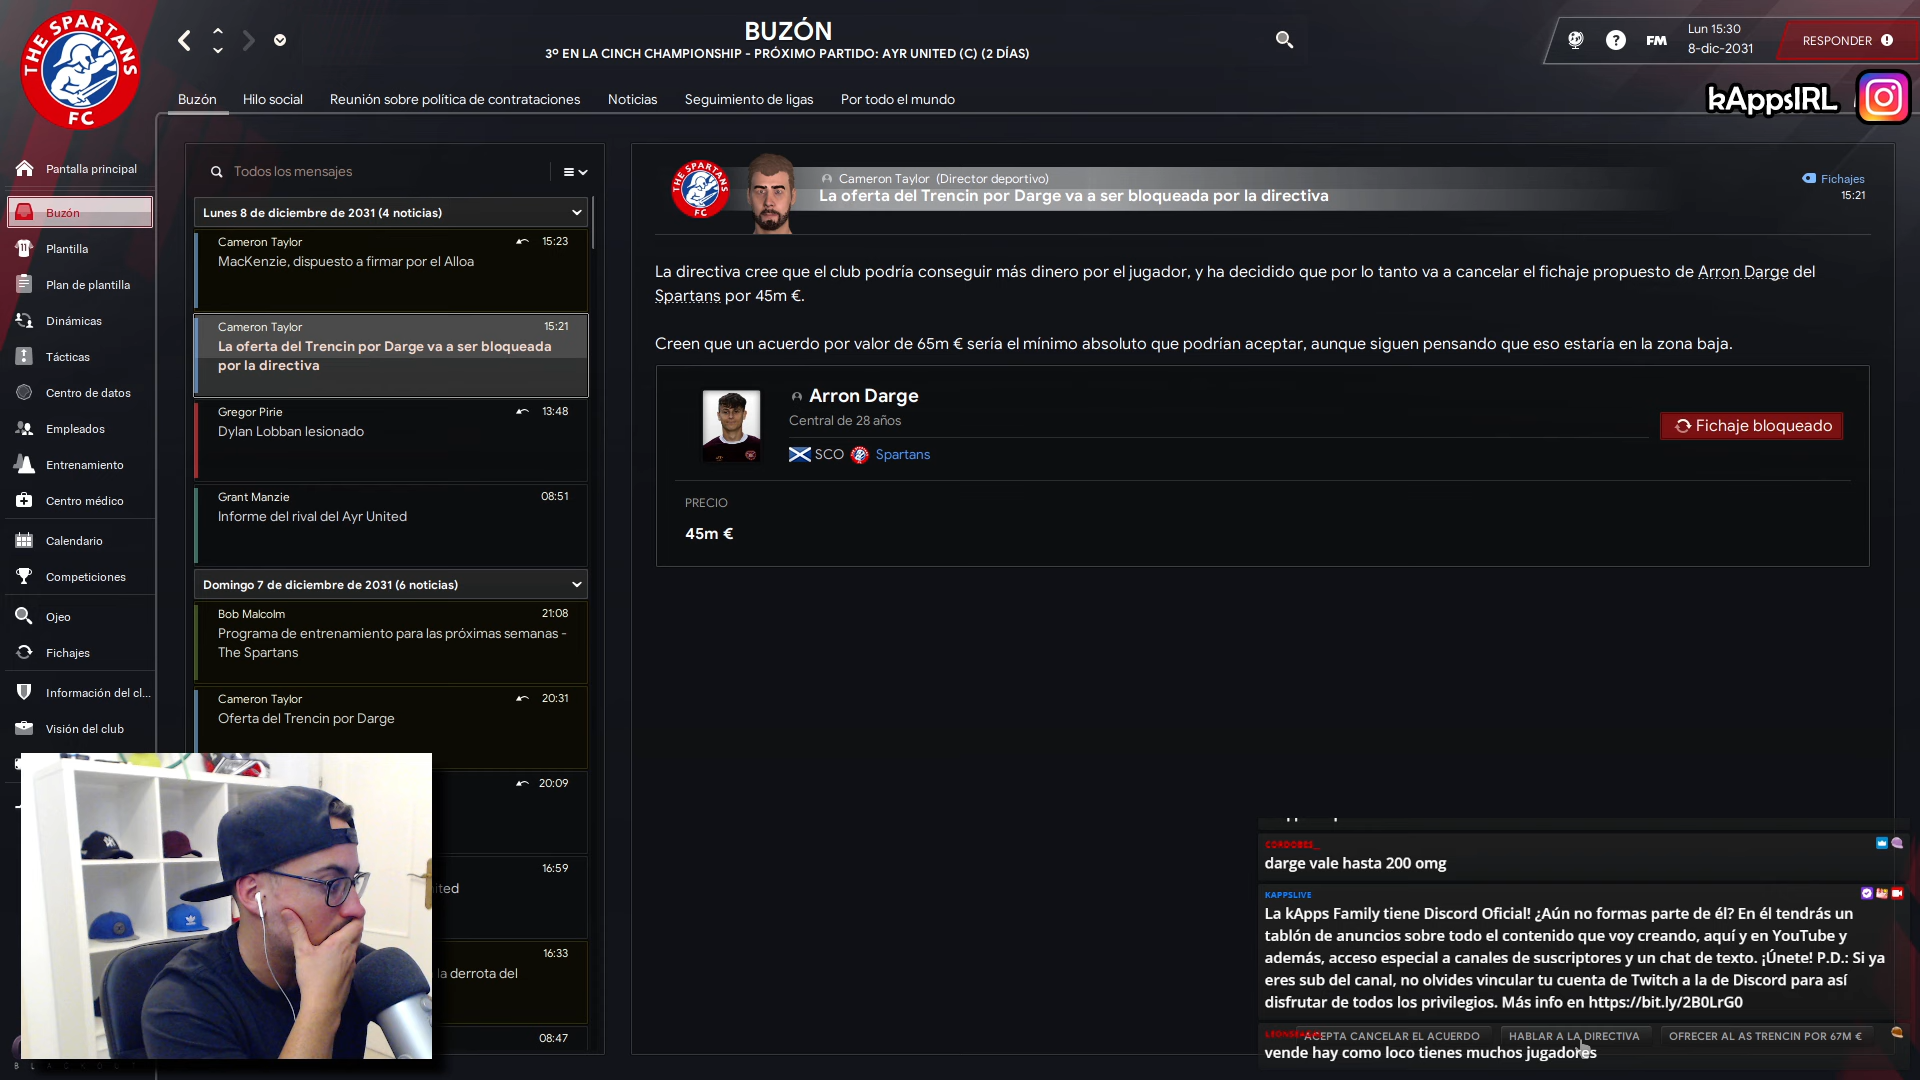 THE SPARTANS
FC
BUZÓN
3º EN LA CINCH CHAMPIONSHIP - PRÓXIMO PARTIDO: AYR UNITED (C) (2 DÍAS)
FM
Lun 15:30
8-dic-2031
RESPONDER
kAppsIRL
Buzón
Hilo social
Reunión sobre política de contrataciones
Noticias
Seguimiento de ligas
Por todo el mundo
Pantalla principal
Buzón
Plantilla
Plan de plantilla
Dinámicas
Tácticas
Centro de datos
Empleados
Entrenamiento
Centro médico
Calendario
Competiciones
Ojeo
Fichajes
Información del cl...
Visión del club
Todos los mensajes
Lunes 8 de diciembre de 2031 (4 noticias)
Cameron Taylor
15:23
MacKenzie, dispuesto a firmar por el Alloa
Cameron Taylor
15:21
La oferta del Trencin por Darge va a ser bloqueada
por la directiva
Gregor Pirie
13:48
Dylan Lobban lesionado
Grant Manzie
08:51
Informe del rival del Ayr United
Domingo 7 de diciembre de 2031 (6 noticias)
Bob Malcolm
21:08
Programa de entrenamiento para las próximas semanas -
The Spartans
Cameron Taylor
20:31
Oferta del Trencin por Darge
20:09
16:59
ited
16:33
la derrota del
08:47
THE SPARTANS
FC
Cameron Taylor (Director deportivo)
La oferta del Trencin por Darge va a ser bloqueada por la directiva
Fichajes
15:21
La directiva cree que el club podría conseguir más dinero por el jugador, y ha decidido que por lo tanto va a cancelar el fichaje propuesto de Arron Darge del
Spartans por 45m €.
Creen que un acuerdo por valor de 65m € sería el mínimo absoluto que podrían aceptar, aunque siguen pensando que eso estaría en la zona baja.
Arron Darge
Central de 28 años
SCO
Spartans
Fichaje bloqueado
PRECIO
45m €
darge vale hasta 200 omg
KAPPSLIVE
La kApps Family tiene Discord Oficial! ¿Aún no formas parte de él? En él tendrás un
tablón de anuncios sobre todo el contenido que voy creando, aquí y en YouTube y
además, acceso especial a canales de suscriptores y un chat de texto. ¡Únete! P.D.: Si ya
eres sub del canal, no olvides vincular tu cuenta de Twitch a la de Discord para así
disfrutar de todos los privilegios. Más info en https://bit.ly/2B0LrG0
CANCELAR EL ACUERDO
HABLAR A LA DIRECTIVA
OFRECER AL AS TRENCIN POR 67M €
vende hay como loco tienes muchos jugadores